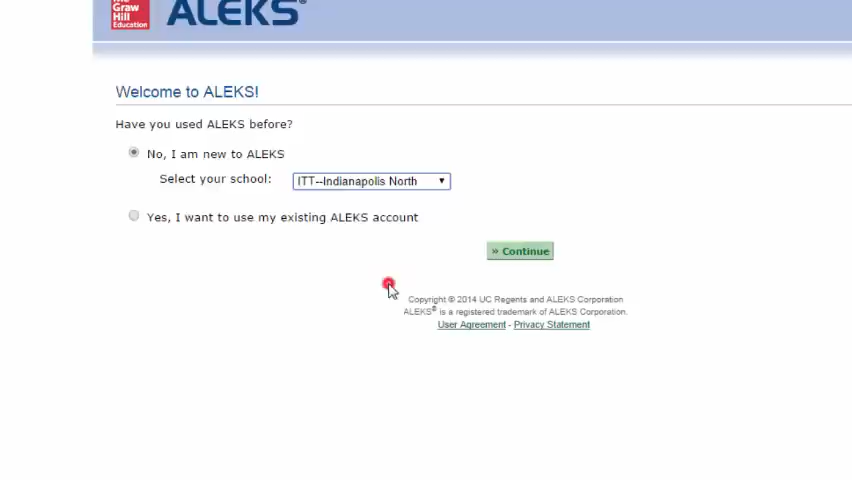 Graw
Hill
Education
ALEKS®
Welcome to ALEKS!
Have you used ALEKS before?
No, I am new to ALEKS
Select your school: ITT--Indianapolis North
Yes, I want to use my existing ALEKS account
» Continue
Copyright © 2014 UC Regents and ALEKS Corporation
ALEKS® is a registered trademark of ALEKS Corporation.
User Agreement - Privacy Statement